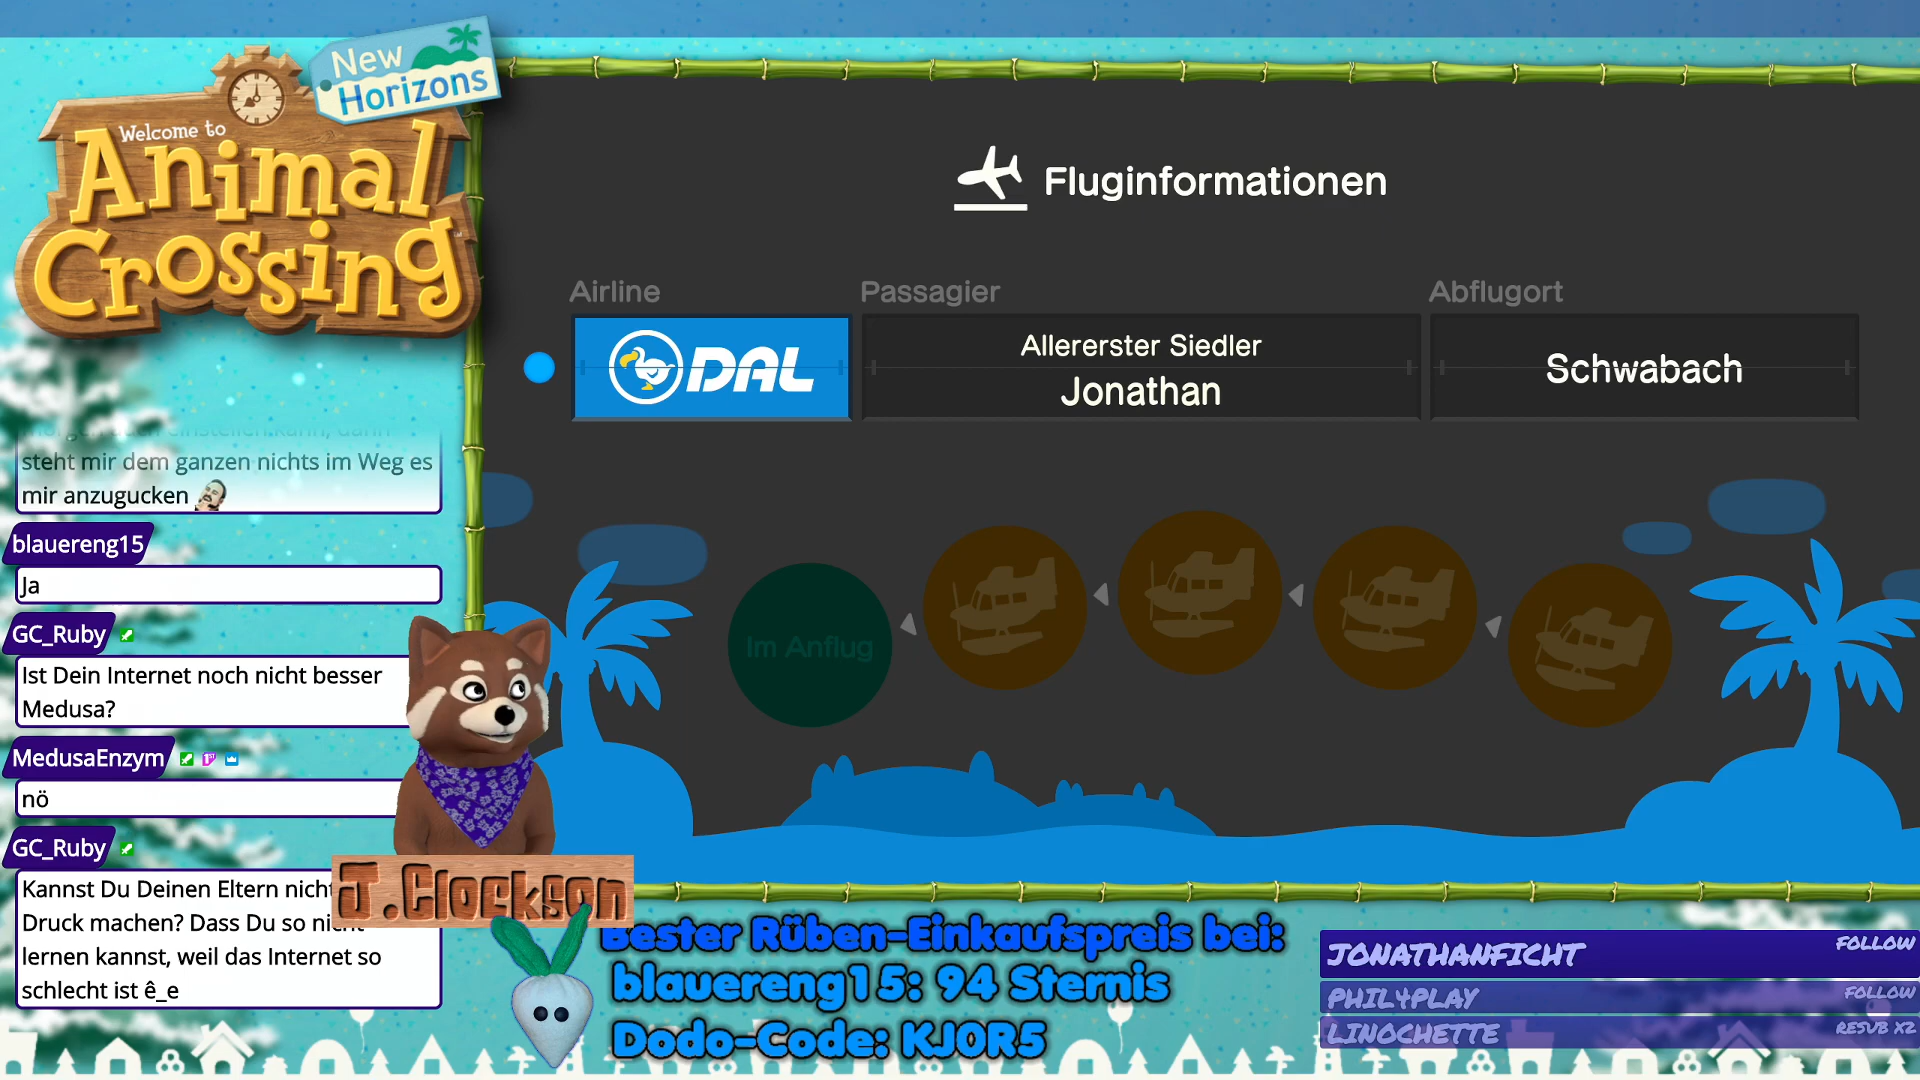 New
Horizons
Welcome to
Animal
Crossing
Fluginformationen
Airline
Passagier
Abflugort
DAL
Allererster Siedler
Jonathan
Schwabach
Im Anflug
steht mir dem ganzen nichts im Weg es
mir anzugucken
blauereng15
Ja
GC_Ruby
Ist Dein Internet noch nicht besser
Medusa?
MedusaEnzym
nö
GC_Ruby
Kannst Du Deinen Eltern nicht
Druck machen? Dass Du so nicht
lernen kannst, weil das Internet so
schlecht ist ê_e
J.Clockson
Bester Rüben-Einkaufspreis bei:
blauereng15: 94 Sternis
Dodo-Code: KJ0R5
JONATHANFICHT
FOLLOW
PHIL4PLAY
FOLLOW
LINOCHETTE
RESUB X2